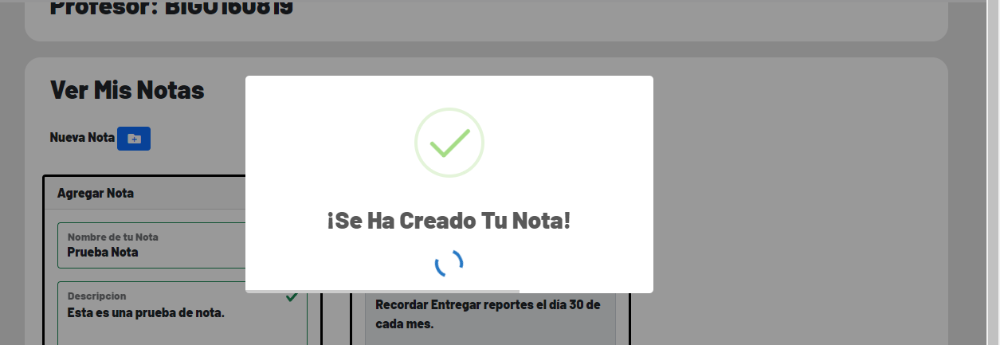 Profesor: BIGU160819
Ver Mis Notas
Nueva Nota
Agregar Nota
Nombre de tu Nota
Prueba Nota
Descripcion
Esta es una prueba de nota.
¡Se Ha Creado Tu Nota!
Recordar Entregar reportes el día 30 de
cada mes.